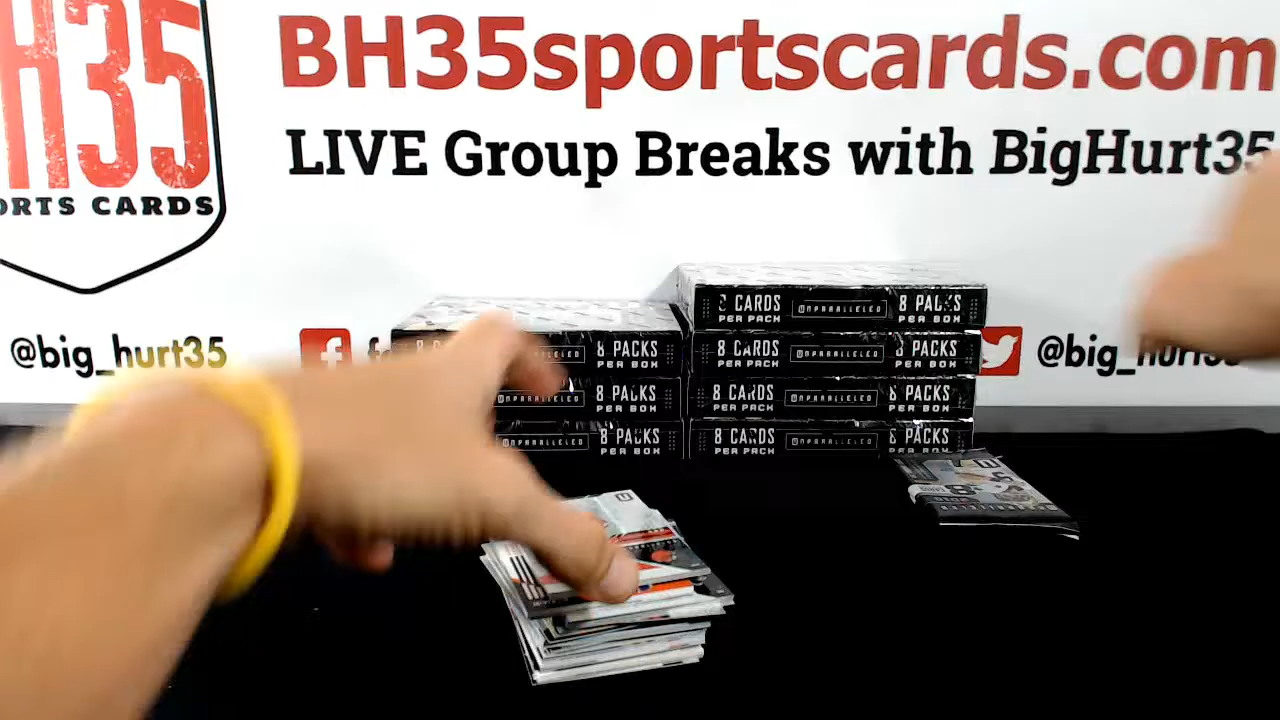 H35
ORTS CARDS
BH35sportscards.com
LIVE Group Breaks with BigHurt35
@big_hurt35
f
@big_hurt35
8 CARDS
PER PACK
UNPARALLELED
8 PACKS
PER BOX
8 PACKS
8 CARDS
PER PACK
UNPARALLELED
8 PACKS
PER BOX
UNPARALLELED
8 PACKS
PER BOX
8 CARDS
PER PACK
UNPARALLELED
8 PACKS
PER BOX
UNPARALLELED
8 PACKS
PER BOX
8 CARDS
PER PACK
UNPARALLELED
8 PACKS
PER BOX